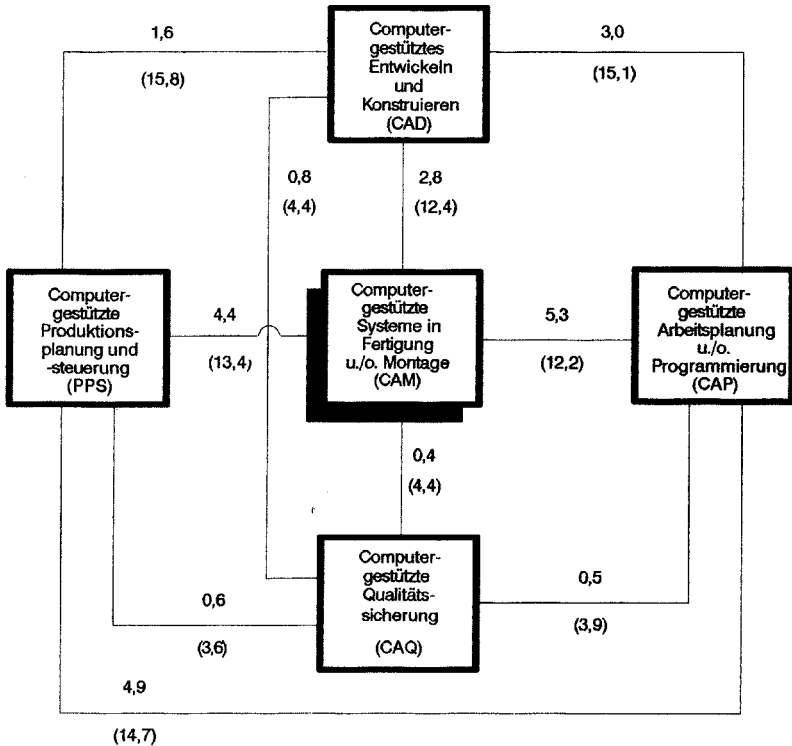 Computer-
gestütztes
Entwickeln
und
Konstruieren
(CAD)
1,6
(15,8)
3,0
(15,1)
0,8
(4,4)
2,8
(12,4)
Computer-
gestützte
Produktions-
planung und
-steuerung
(PPS)
4,4
(13,4)
Computer-
gestützte
Systeme in
Fertigung
u./o. Montage
(CAM)
5,3
(12,2)
Computer-
gestützte
Arbeitsplanung
u./o.
Programmierung
(CAP)
0,4
(4,4)
Computer-
gestützte
Qualitäts-
sicherung
(CAQ)
0,6
(3,6)
0,5
(3,9)
4,9
(14,7)